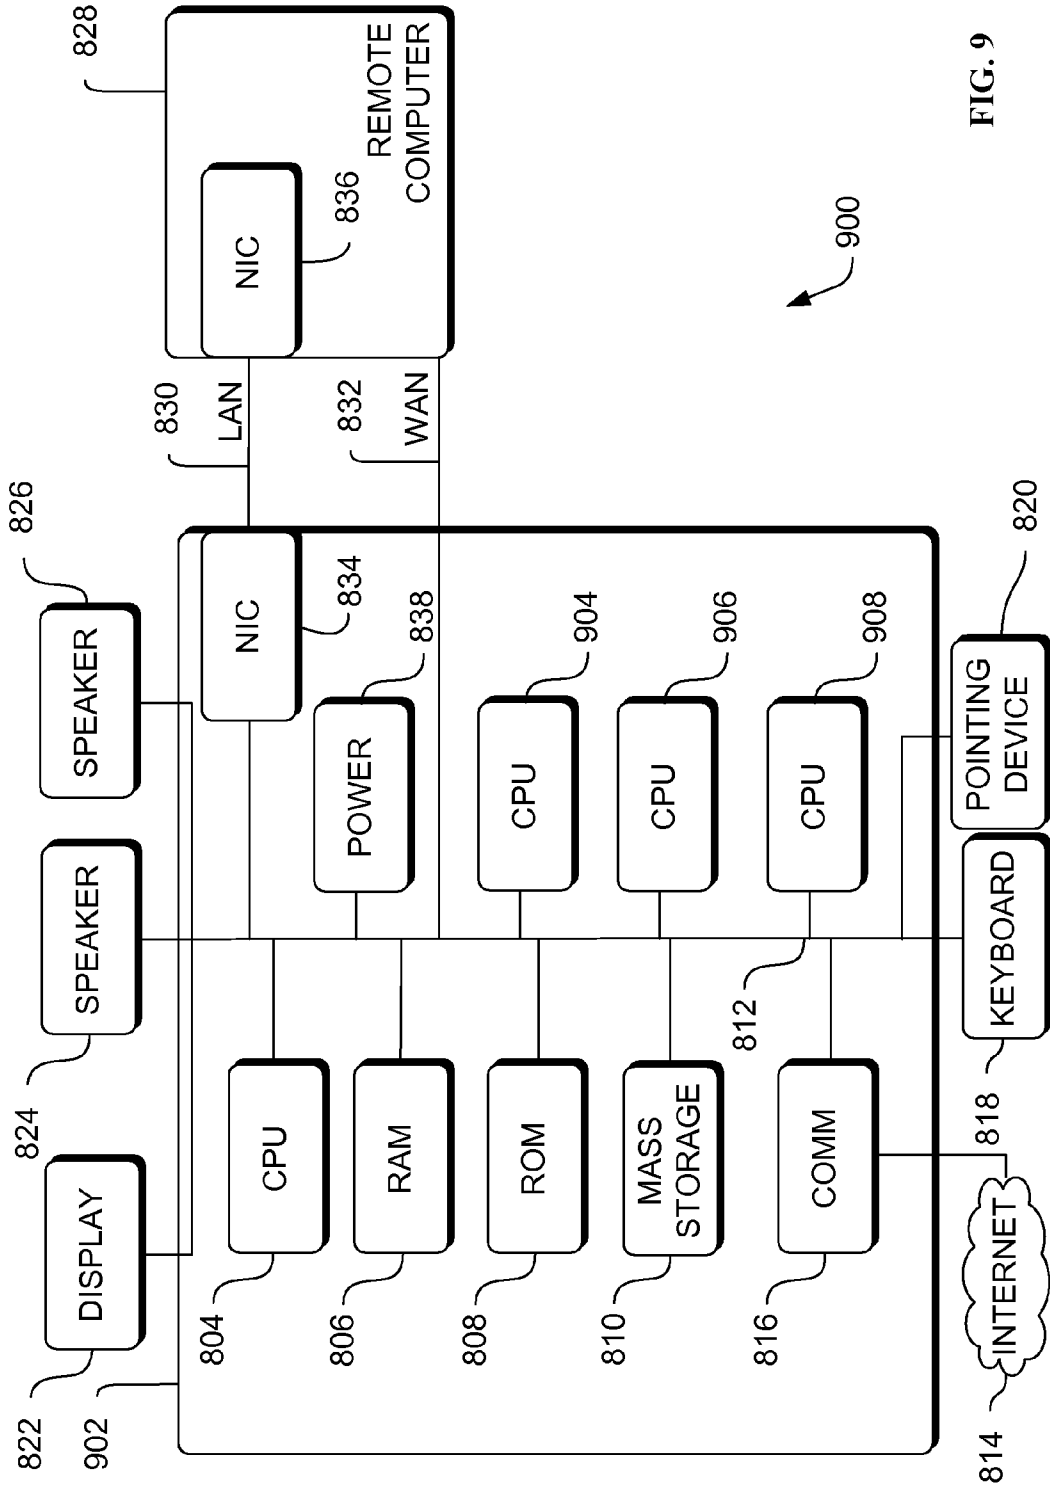 822
902
DISPLAY
824
SPEAKER
826
SPEAKER
828
830
LAN
832
WAN
NIC
834
NIC
836
REMOTE
COMPUTER
804
CPU
806
RAM
808
ROM
810
MASS
STORAGE
816
COMM
812
POWER
838
CPU
904
CPU
906
CPU
908
814
INTERNET
818
KEYBOARD
POINTING
DEVICE
820
900
FIG. 9